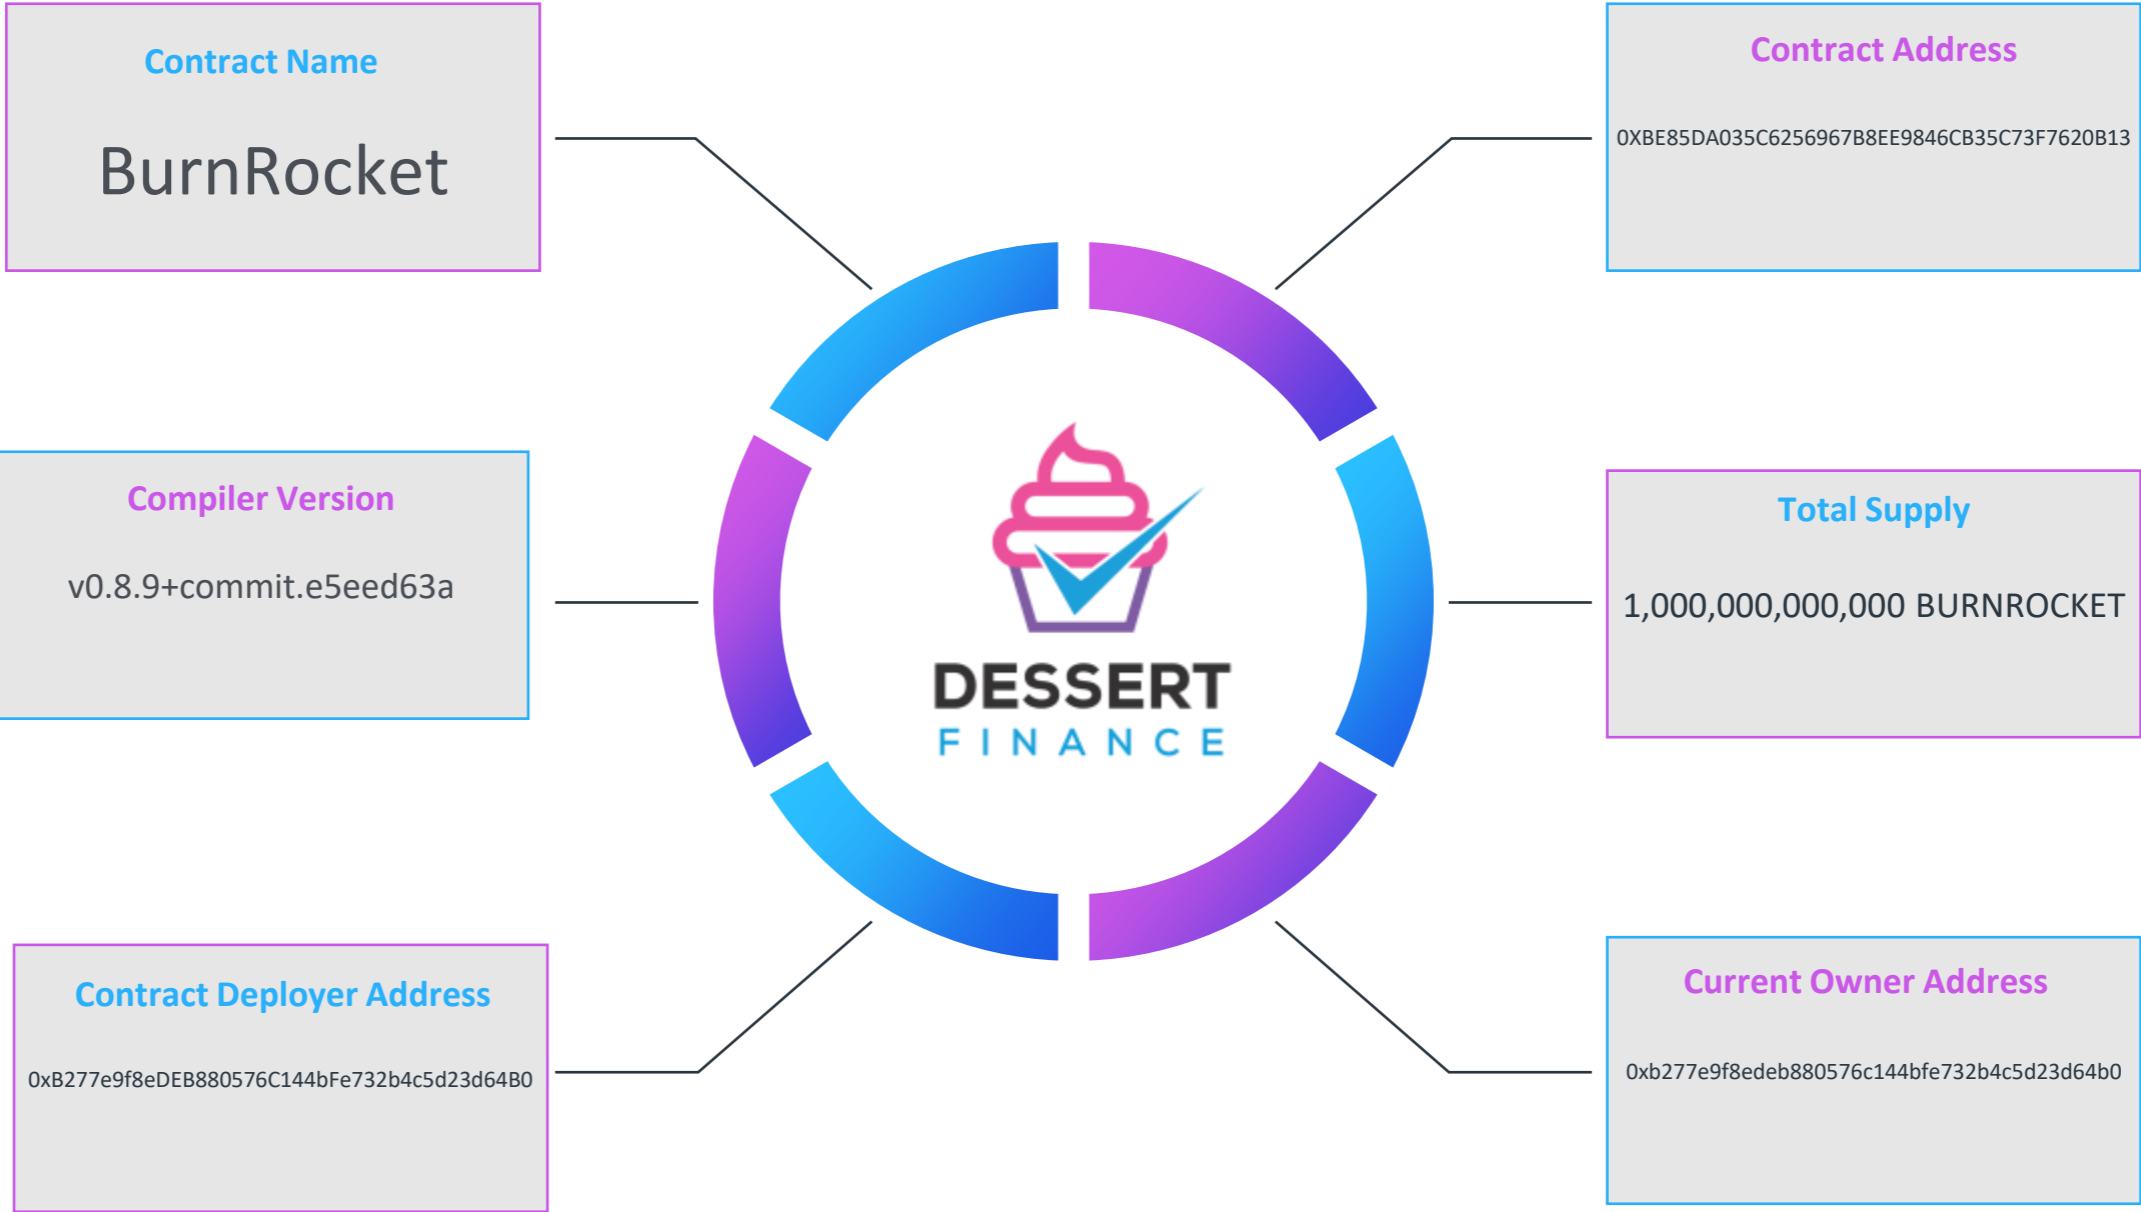 Contract Name
BurnRocket
Contract Address
0XBE85DA035C6256967B8EE9846CB35C73F7620B13
Compiler Version
v0.8.9+commit.e5eed63a
Total Supply
1,000,000,000,000 BURNROCKET
DESSERT
FINANCE
Contract Deployer Address
0xB277e9f8eDEB880576C144bFe732b4c5d23d64B0
Current Owner Address
0xb277e9f8edeb880576c144bfe732b4c5d23d64b0